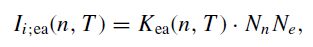 I_{i;ea}(n, T) = K_{ea}(n, T) · N_n N_e,